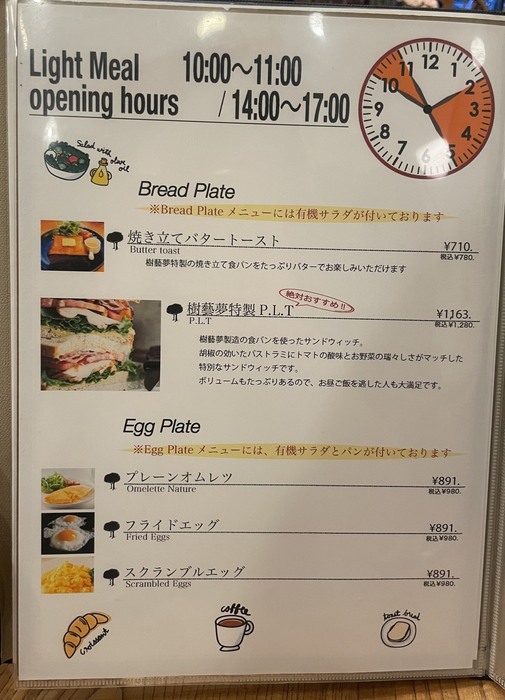 Light Meal 10:00〜11:00
opening hours / 14:00〜17:00
12
11 1
10 2
9 3
8 4
7 5
6
Salad with
olive
oil
Bread Plate
※Bread Plate メニューには有機サラダが付いております
焼き立てバタートースト ¥710.
Butter toast 税込¥780.
樹藝夢特製の焼き立て食パンをたっぷりバターでお楽しみいただけます
絶対おすすめ!!
樹藝夢特製 P.L.T ¥1,163.
P.L.T 税込¥1,280.
樹藝夢製造の食パンを使ったサンドウィッチ。
胡椒の効いたパストラミにトマトの酸味とお野菜の瑞々しさがマッチした
特別なサンドウィッチです。
ボリュームもたっぷりあるので、お昼ご飯を逃した人も大満足です。
Egg Plate
※Egg Plate メニューには、有機サラダとパンが付いております
プレーンオムレツ ¥891.
Omelette Nature 税込¥980.
フライドエッグ ¥891.
Fried Eggs 税込¥980.
スクランブルエッグ ¥891.
Scrambled Eggs 税込¥980.
croissant
coffee
toast bread